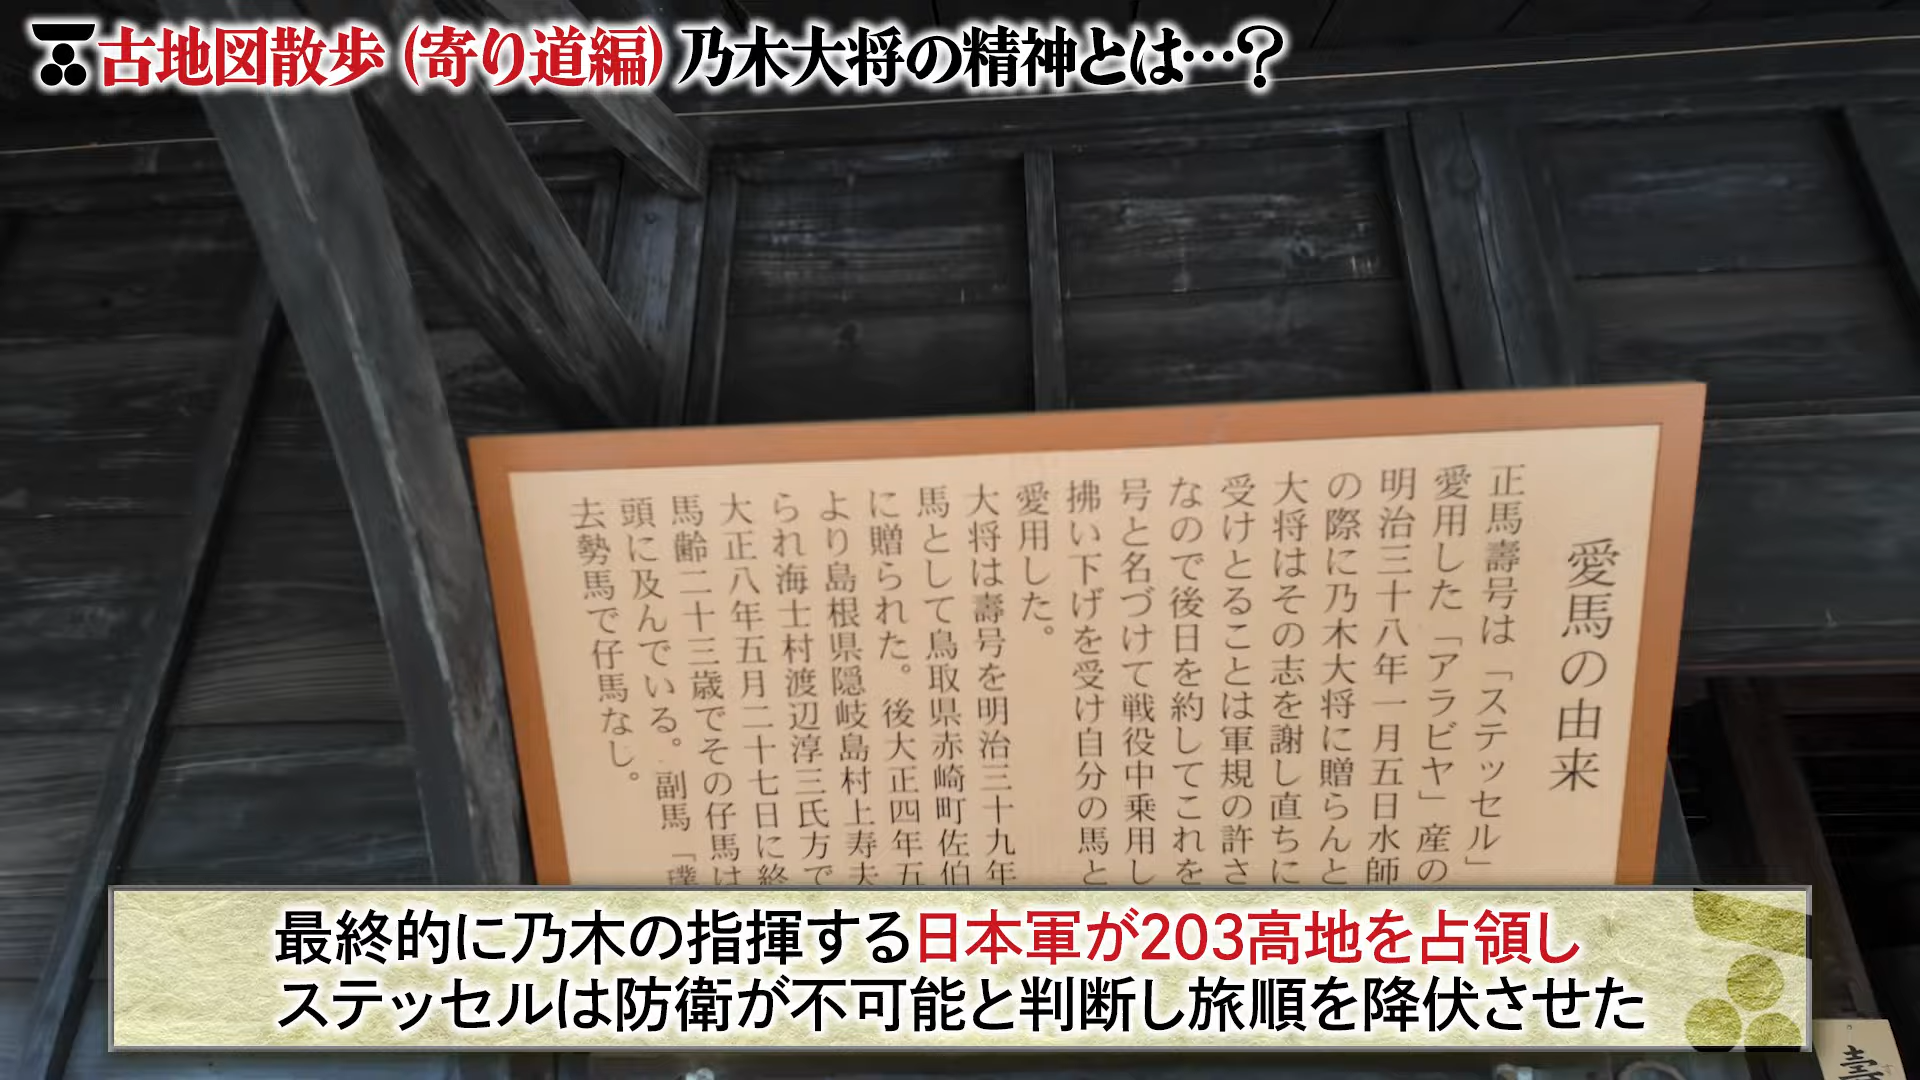 古地図散歩(寄り道編)乃木大将の精神とは…?
愛馬の由来
正馬壽号は「ステッセル」
愛用した「アラビヤ」産の
明治三十八年一月五日水師
の際に乃木大将に贈らんと
大将はその志を謝し直ちに
受けとることは軍規の許さ
なので後日を約してこれを
号と名づけて戦役中乗用し
拂い下げを受け自分の馬と
愛用した。
大将は壽号を明治三十九年
馬として鳥取県赤崎町佐伯
に贈られた。後大正四年五
より島根県隠岐島村上寿夫
られ海士村渡辺淳三氏方で
大正八年五月二十七日に終
馬齢二十三歳でその仔馬は
頭に及んでいる。副馬「璞
去勢馬で仔馬なし。
最終的に乃木の指揮する日本軍が203高地を占領し
ステッセルは防衛が不可能と判断し旅順を降伏させた